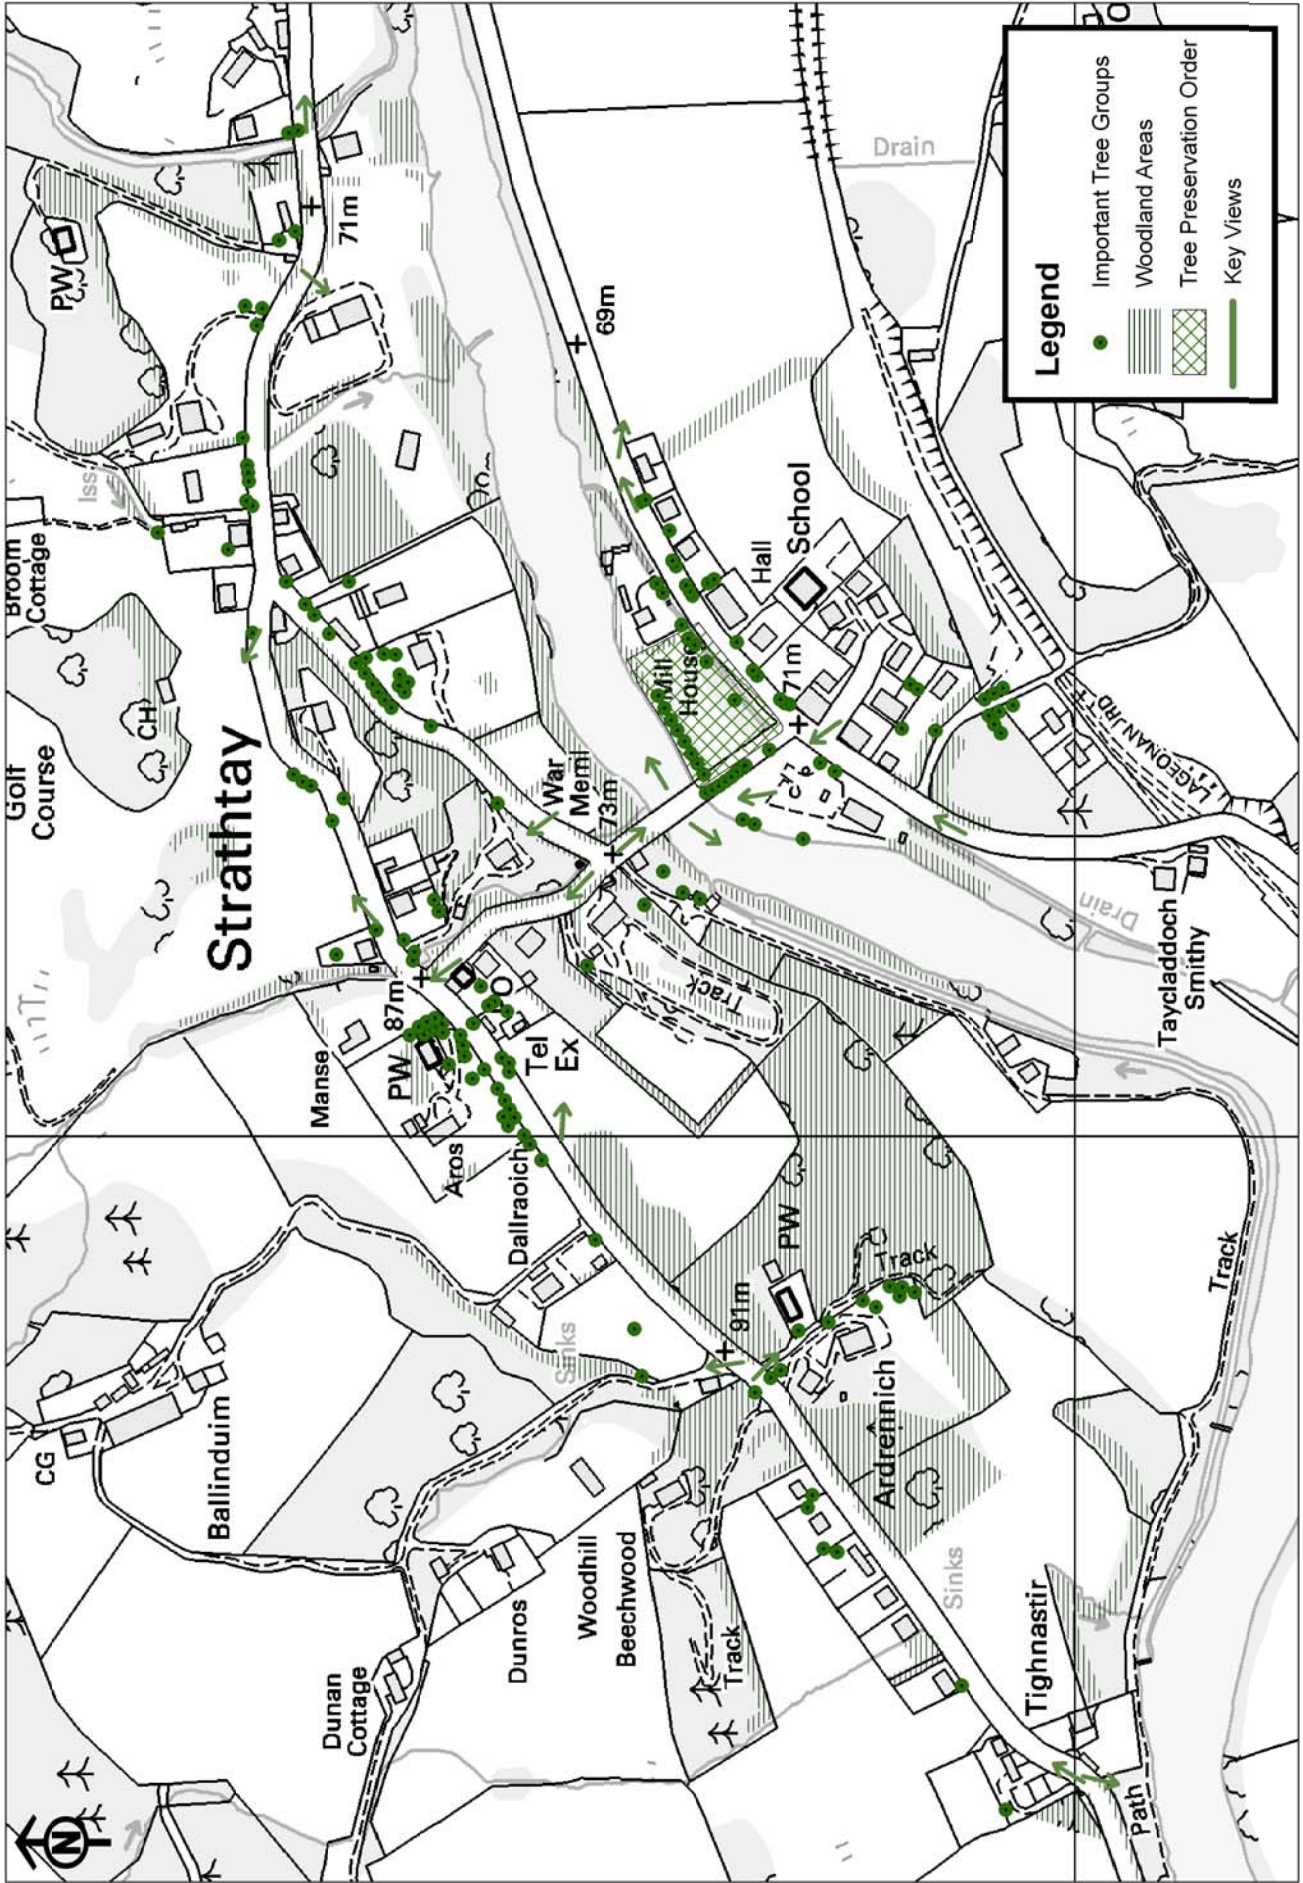 N
Golf
Course
Broom
Cottage
CG
PW
Iss
CH
Ballinduim
Strathtay
Manse
Dunan
Cottage
71m
87m
PW
Aros
Dunros
Dallraoich
O
Tel
Ex
War
Meml
Sinks
Woodhill
73m
69m
Beechwood
Mill
House
Track
Track
91m
Hall
PW
71m
School
Ardrennich
Track
Drain
Sinks
Tighnastir
Drain
LAGEONAN RD
Path
Taycladdoch
Smithy
Track
O
Legend
Important Tree Groups
Woodland Areas
Tree Preservation Order
Key Views